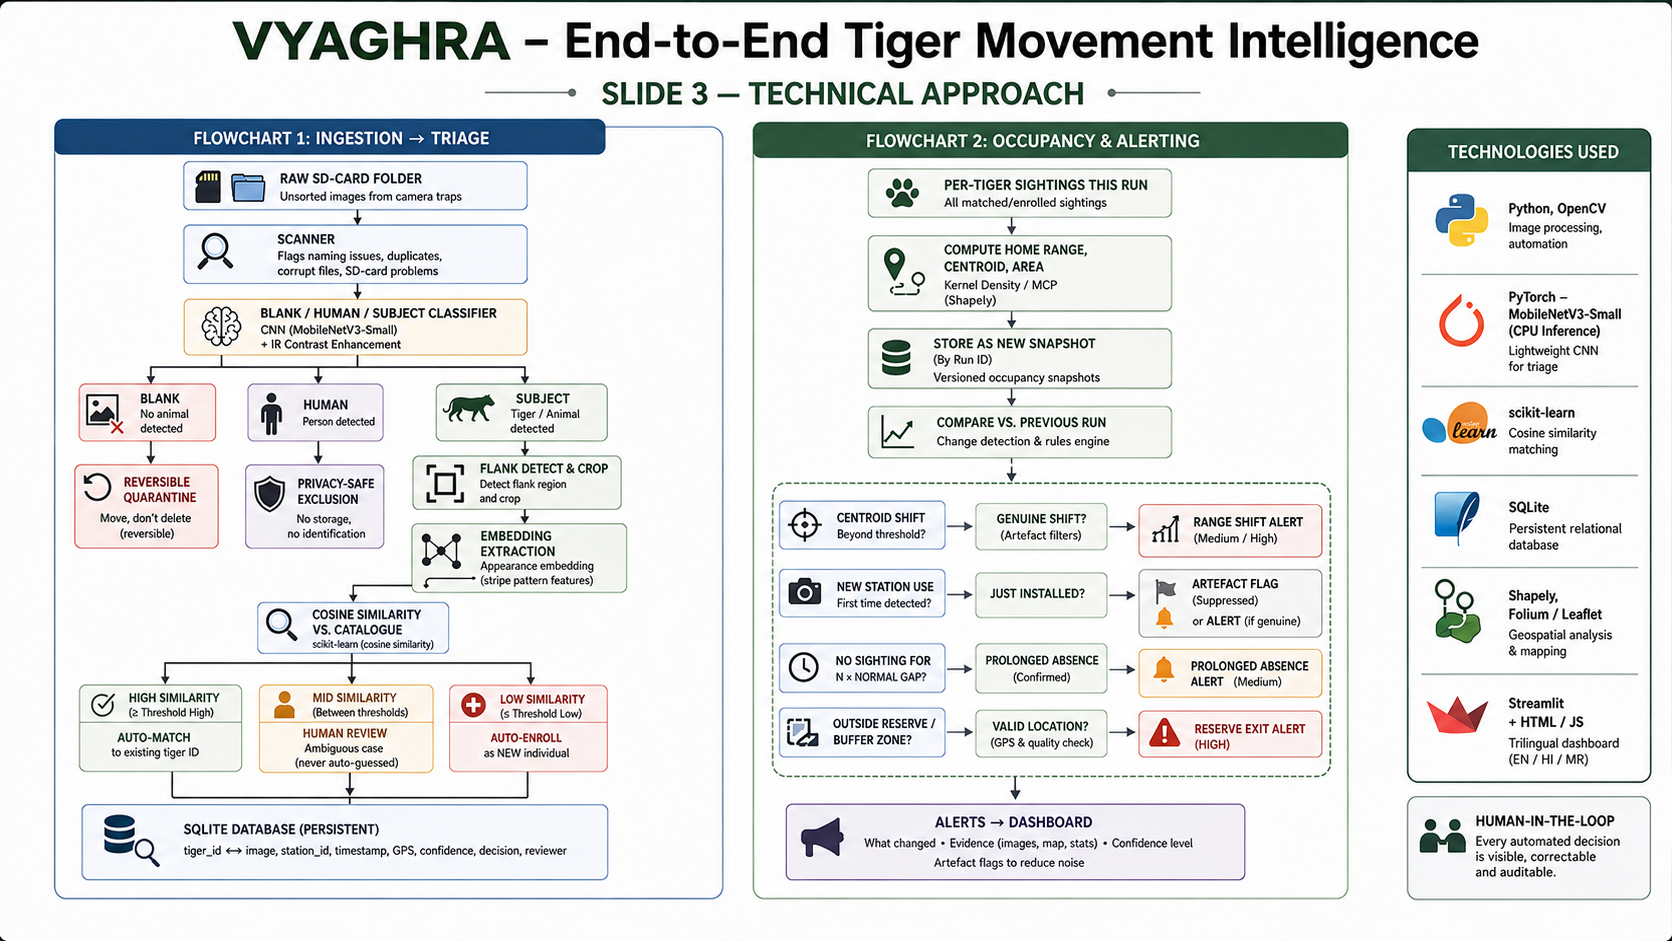 VYAGHRA – End-to-End Tiger Movement Intelligence
SLIDE 3 — TECHNICAL APPROACH
FLOWCHART 1: INGESTION → TRIAGE
RAW SD-CARD FOLDER
Unsorted images from camera traps
SCANNER
Flags naming issues, duplicates,
corrupt files, SD-card problems
BLANK / HUMAN / SUBJECT CLASSIFIER
CNN (MobileNetV3-Small)
+ IR Contrast Enhancement
BLANK
No animal
detected
HUMAN
Person detected
SUBJECT
Tiger / Animal
detected
REVERSIBLE
QUARANTINE
Move, don't delete
(reversible)
PRIVACY-SAFE
EXCLUSION
No storage,
no identification
FLANK DETECT & CROP
Detect flank region
and crop
EMBEDDING
EXTRACTION
Appearance embedding
(stripe pattern features)
COSINE SIMILARITY
VS. CATALOGUE
scikit-learn (cosine similarity)
HIGH SIMILARITY
(≥ Threshold High)
AUTO-MATCH
to existing tiger ID
MID SIMILARITY
(Between thresholds)
HUMAN REVIEW
Ambiguous case
(never auto-guessed)
LOW SIMILARITY
(≤ Threshold Low)
AUTO-ENROLL
as NEW individual
SQLITE DATABASE (PERSISTENT)
tiger_id ↔ image, station_id, timestamp, GPS, confidence, decision, reviewer
FLOWCHART 2: OCCUPANCY & ALERTING
PER-TIGER SIGHTINGS THIS RUN
All matched/enrolled sightings
COMPUTE HOME RANGE,
CENTROID, AREA
Kernel Density / MCP
(Shapely)
STORE AS NEW SNAPSHOT
(By Run ID)
Versioned occupancy snapshots
COMPARE VS. PREVIOUS RUN
Change detection & rules engine
CENTROID SHIFT
Beyond threshold?
GENUINE SHIFT?
(Artefact filters)
RANGE SHIFT ALERT
(Medium / High)
NEW STATION USE
First time detected?
JUST INSTALLED?
ARTEFACT FLAG
(Suppressed)
or ALERT (if genuine)
NO SIGHTING FOR
N × NORMAL GAP?
PROLONGED ABSENCE
(Confirmed)
PROLONGED ABSENCE
ALERT (Medium)
OUTSIDE RESERVE /
BUFFER ZONE?
VALID LOCATION?
(GPS & quality check)
RESERVE EXIT ALERT
(HIGH)
ALERTS → DASHBOARD
What changed • Evidence (images, map, stats) • Confidence level
Artefact flags to reduce noise
TECHNOLOGIES USED
Python, OpenCV
Image processing,
automation
PyTorch –
MobileNetV3-Small
(CPU Inference)
Lightweight CNN
for triage
learn
scikit-learn
Cosine similarity
matching
SQLite
Persistent relational
database
Shapely,
Folium / Leaflet
Geospatial analysis
& mapping
Streamlit
+ HTML / JS
Trilingual dashboard
(EN / HI / MR)
HUMAN-IN-THE-LOOP
Every automated decision
is visible, correctable
and auditable.